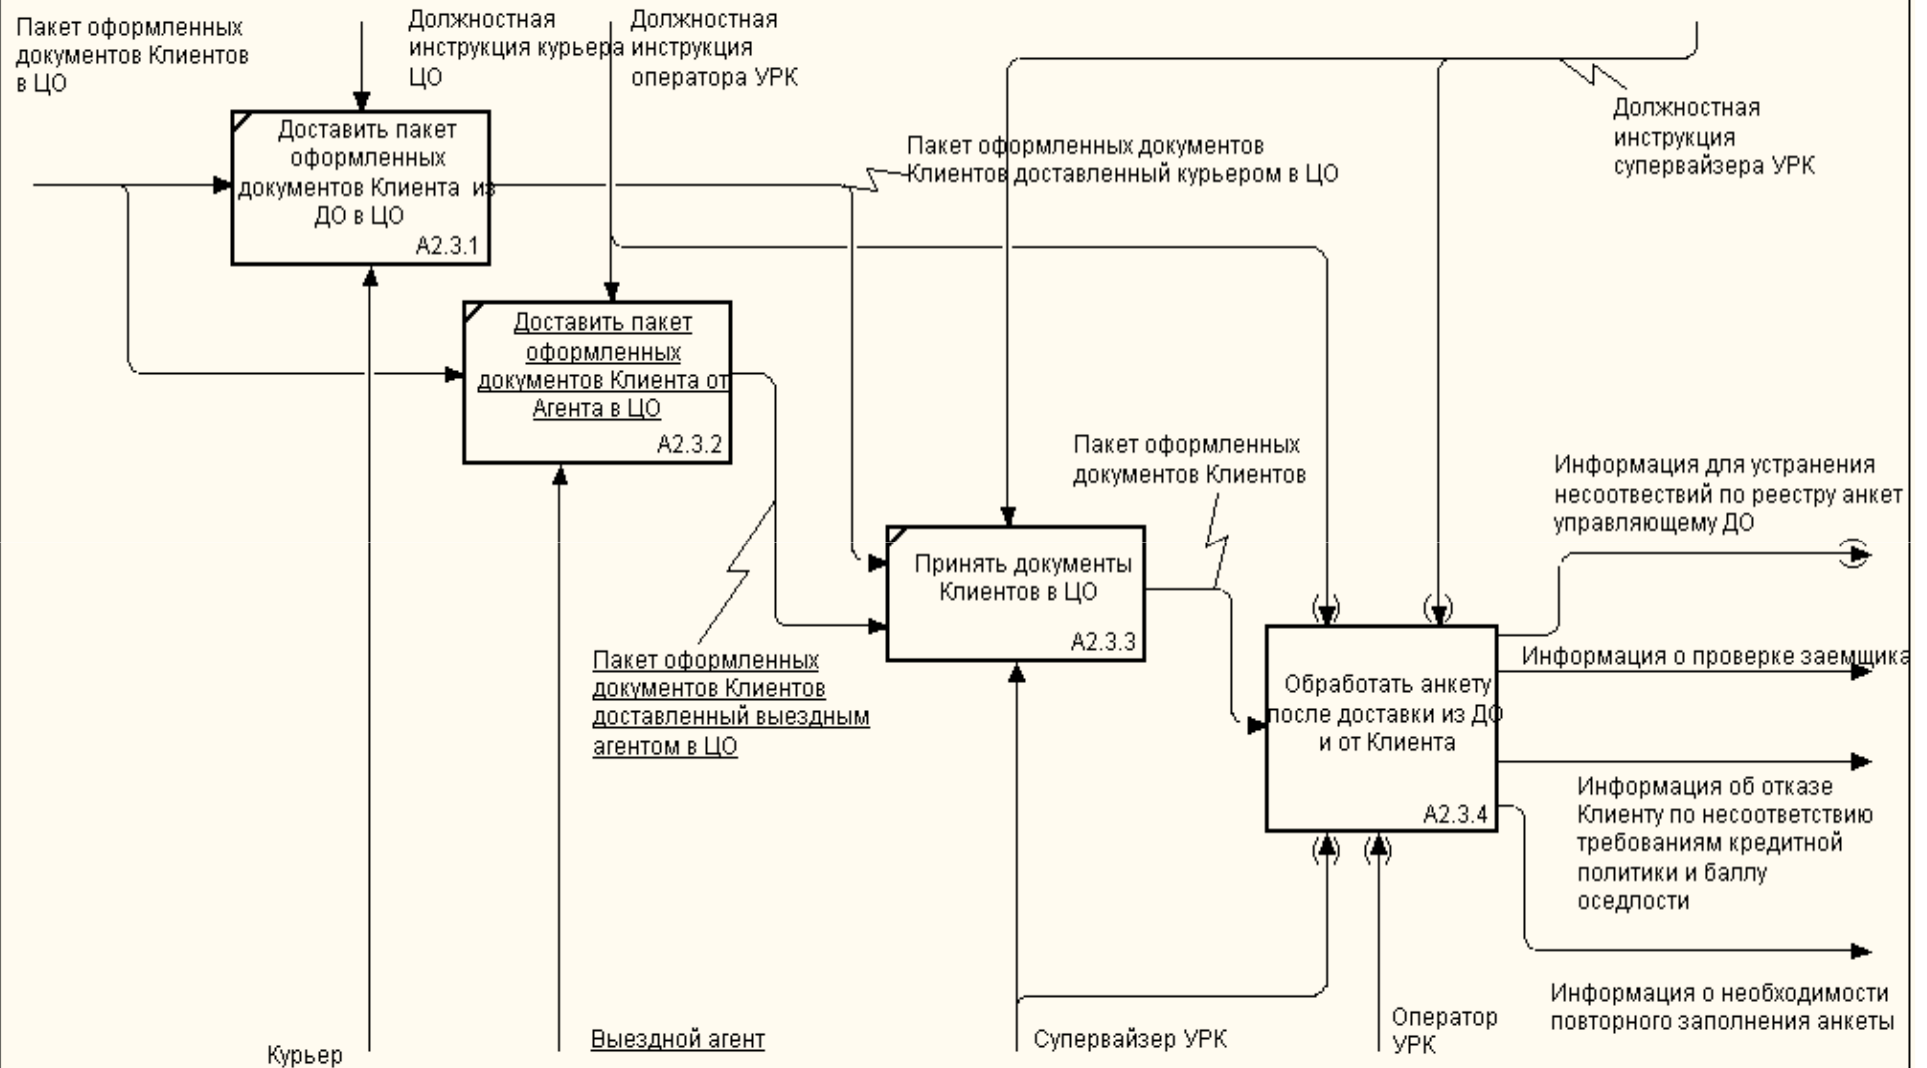 Пакет оформленных
документов Клиентов
в ЦО
Должностная
инструкция курьера
ЦО
Должностная
инструкция
оператора УРК
Должностная
инструкция
супервайзера УРК
Доставить пакет
оформленных
документов Клиента из
ДО в ЦО
А2.3.1
Пакет оформленных документов
Клиентов доставленный курьером в ЦО
Доставить пакет
оформленных
документов Клиента от
Агента в ЦО
А2.3.2
Пакет оформленных
документов Клиентов
Информация для устранения
несоотвествий по реестру анкет
управляющему ДО
Принять документы
Клиентов в ЦО
А2.3.3
Пакет оформленных
документов Клиентов
доставленный выездным
агентом в ЦО
Информация о проверке заемщика
Обработать анкету
после доставки из ДО
и от Клиента
А2.3.4
Информация об отказе
Клиенту по несоответствию
требованиям кредитной
политики и баллу
оседлости
Информация о необходимости
повторного заполнения анкеты
Курьер
Выездной агент
Супервайзер УРК
Оператор
УРК